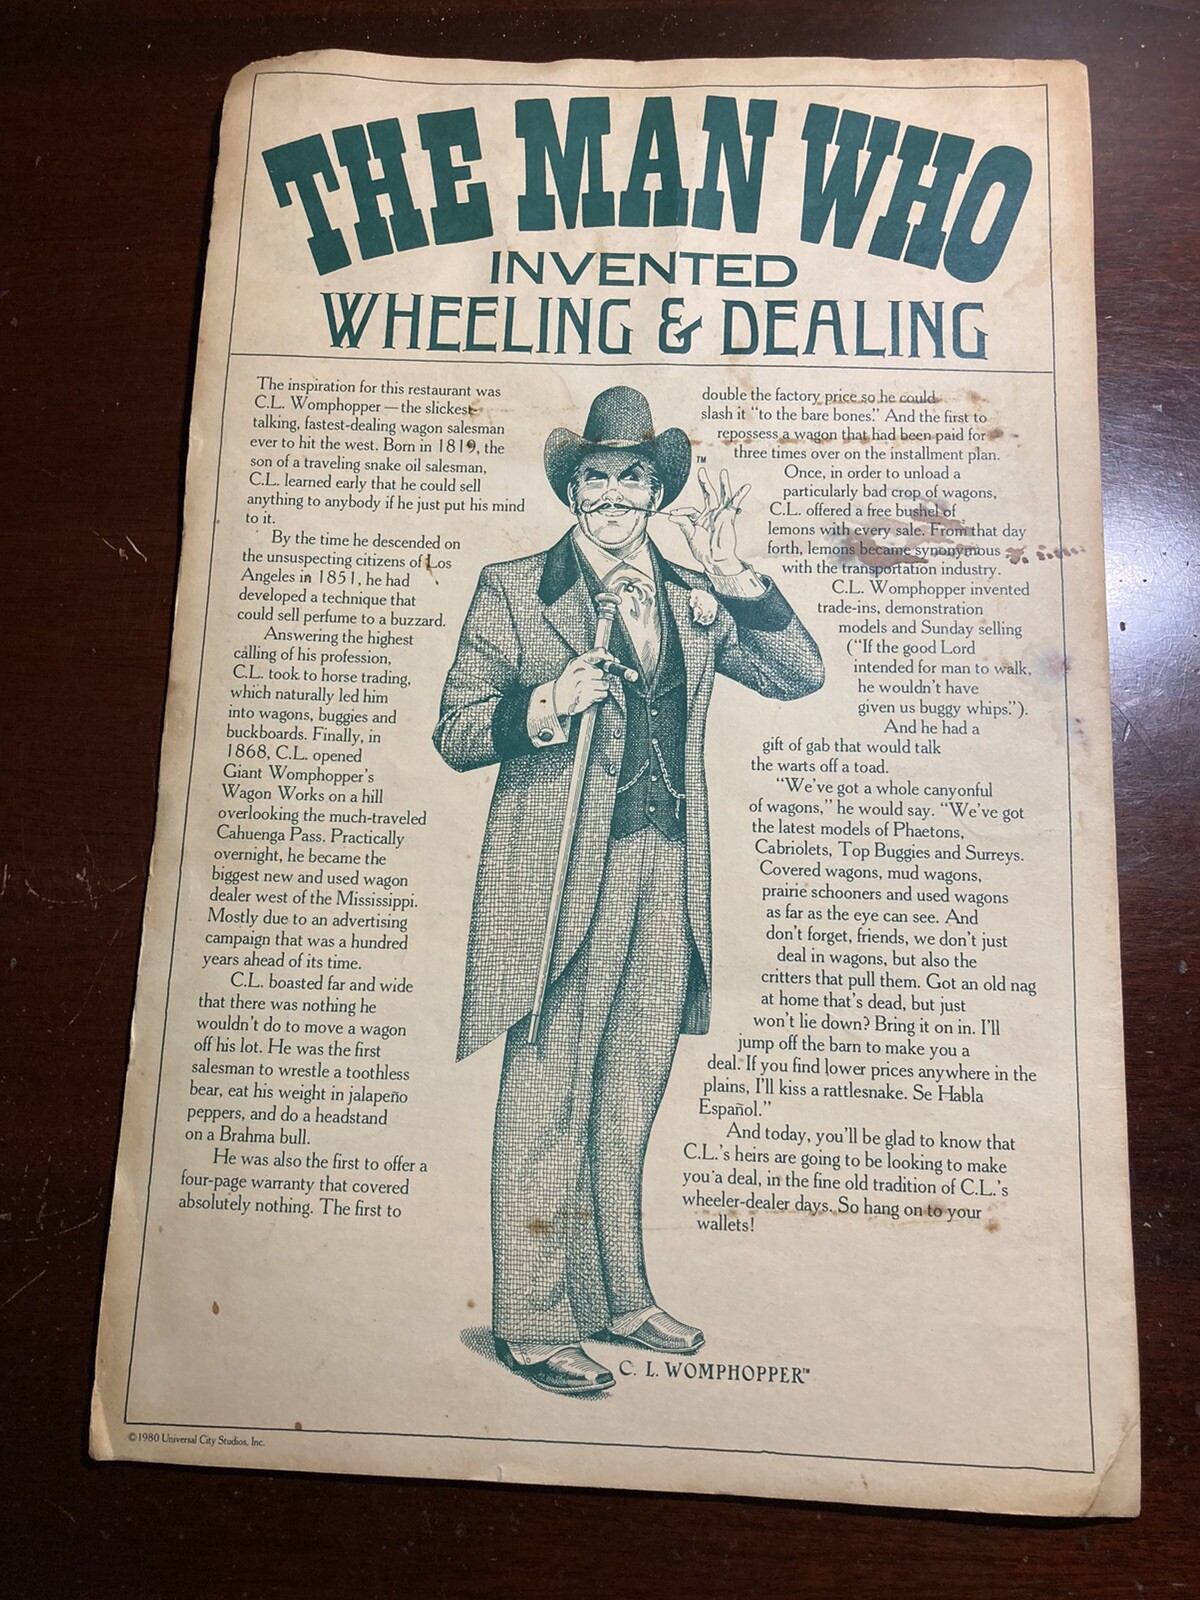 THE MAN WHO
INVENTED
WHEELING & DEALING
The inspiration for this restaurant was
C.L. Womphopper — the slickest-
talking, fastest-dealing wagon salesman
ever to hit the west. Born in 1819, the
son of a traveling snake oil salesman,
C.L. learned early that he could sell
anything to anybody if he just put his mind
to it.
By the time he descended on
the unsuspecting citizens of Los
Angeles in 1851, he had
developed a technique that
could sell perfume to a buzzard.
Answering the highest
calling of his profession,
C.L. took to horse trading,
which naturally led him
into wagons, buggies and
buckboards. Finally, in
1868, C.L. opened
Giant Womphopper's
Wagon Works on a hill
overlooking the much-traveled
Cahuenga Pass. Practically
overnight, he became the
biggest new and used wagon
dealer west of the Mississippi.
Mostly due to an advertising
campaign that was a hundred
years ahead of its time.
C.L. boasted far and wide
that there was nothing he
wouldn't do to move a wagon
off his lot. He was the first
salesman to wrestle a toothless
bear, eat his weight in jalapeño
peppers, and do a headstand
on a Brahma bull.
He was also the first to offer a
four-page warranty that covered
absolutely nothing. The first to
double the factory price so he could
slash it "to the bare bones." And the first to
repossess a wagon that had been paid for
three times over on the installment plan.
Once, in order to unload a
particularly bad crop of wagons,
C.L. offered a free bushel of
lemons with every sale. From that day
forth, lemons became synonymous
with the transportation industry.
C.L. Womphopper invented
trade-ins, demonstration
models and Sunday selling
("If the good Lord
intended for man to walk,
he wouldn't have
given us buggy whips.").
And he had a
gift of gab that would talk
the warts off a toad.
"We've got a whole canyonful
of wagons," he would say. "We've got
the latest models of Phaetons,
Cabriolets, Top Buggies and Surreys.
Covered wagons, mud wagons,
prairie schooners and used wagons
as far as the eye can see. And
don't forget, friends, we don't just
deal in wagons, but also the
critters that pull them. Got an old nag
at home that's dead, but just
won't lie down? Bring it on in. I'll
jump off the barn to make you a
deal. If you find lower prices anywhere in the
plains, I'll kiss a rattlesnake. Se Habla
Español."
And today, you'll be glad to know that
C.L.'s heirs are going to be looking to make
you a deal, in the fine old tradition of C.L.'s
wheeler-dealer days. So hang on to your
wallets!
TM
C. L. WOMPHOPPER™
©1980 Universal City Studios, Inc.